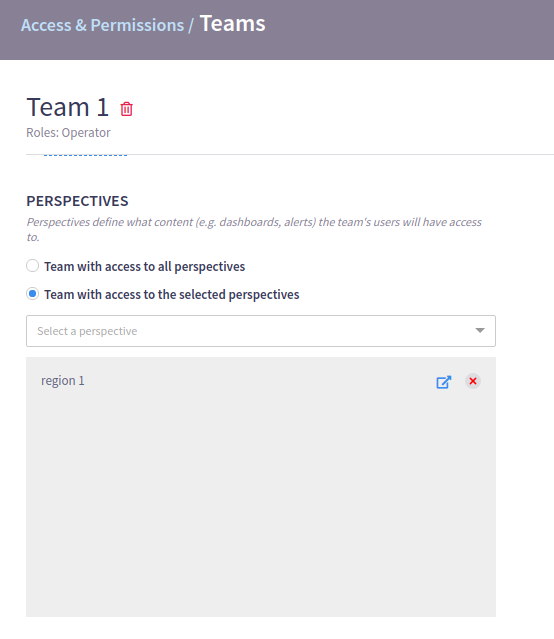 Access & Permissions / Teams
Team 1
Roles: Operator
PERSPECTIVES
Perspectives define what content (e.g. dashboards, alerts) the team's users will have access
to.
Team with access to all perspectives
Team with access to the selected perspectives
Select a perspective
region 1